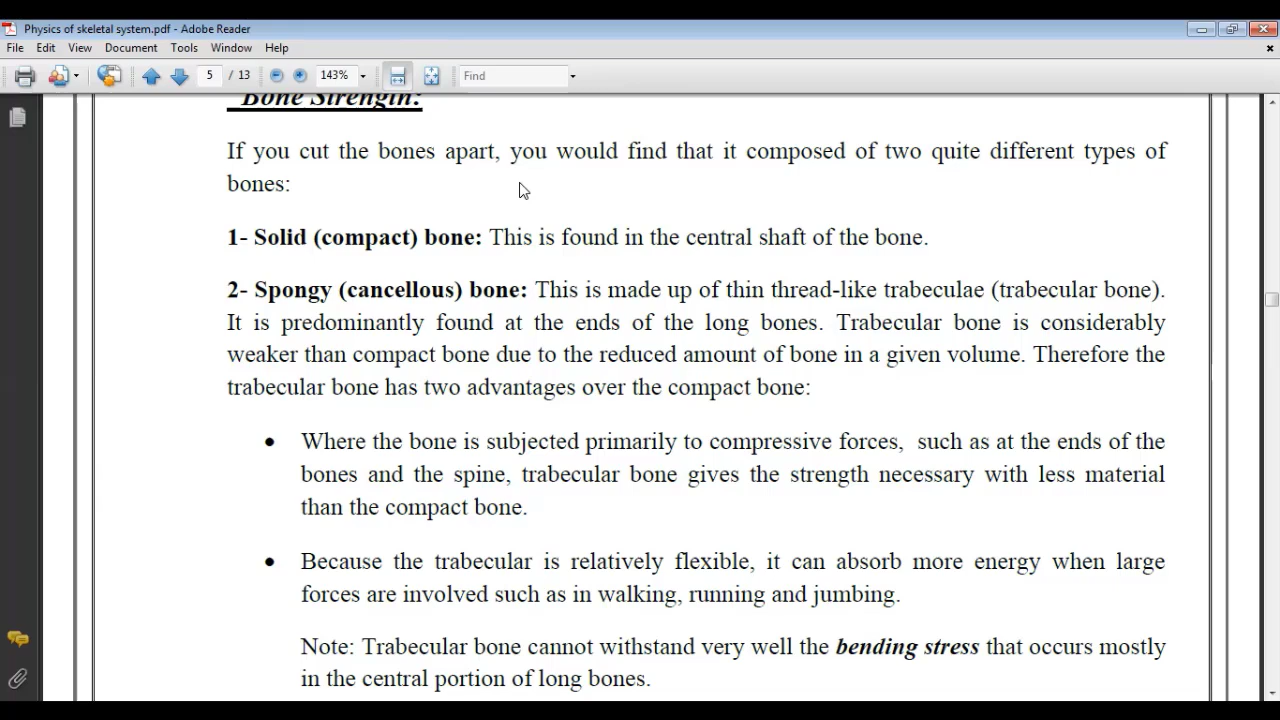 Physics of skeletal system.pdf - Adobe Reader
File Edit View Document Tools Window Help
5 / 13 143% Find
Bone Strength:
If you cut the bones apart, you would find that it composed of two quite different types of
bones:
1- Solid (compact) bone: This is found in the central shaft of the bone.
2- Spongy (cancellous) bone: This is made up of thin thread-like trabeculae (trabecular bone).
It is predominantly found at the ends of the long bones. Trabecular bone is considerably
weaker than compact bone due to the reduced amount of bone in a given volume. Therefore the
trabecular bone has two advantages over the compact bone:
• Where the bone is subjected primarily to compressive forces, such as at the ends of the
bones and the spine, trabecular bone gives the strength necessary with less material
than the compact bone.
• Because the trabecular is relatively flexible, it can absorb more energy when large
forces are involved such as in walking, running and jumbing.
Note: Trabecular bone cannot withstand very well the bending stress that occurs mostly
in the central portion of long bones.